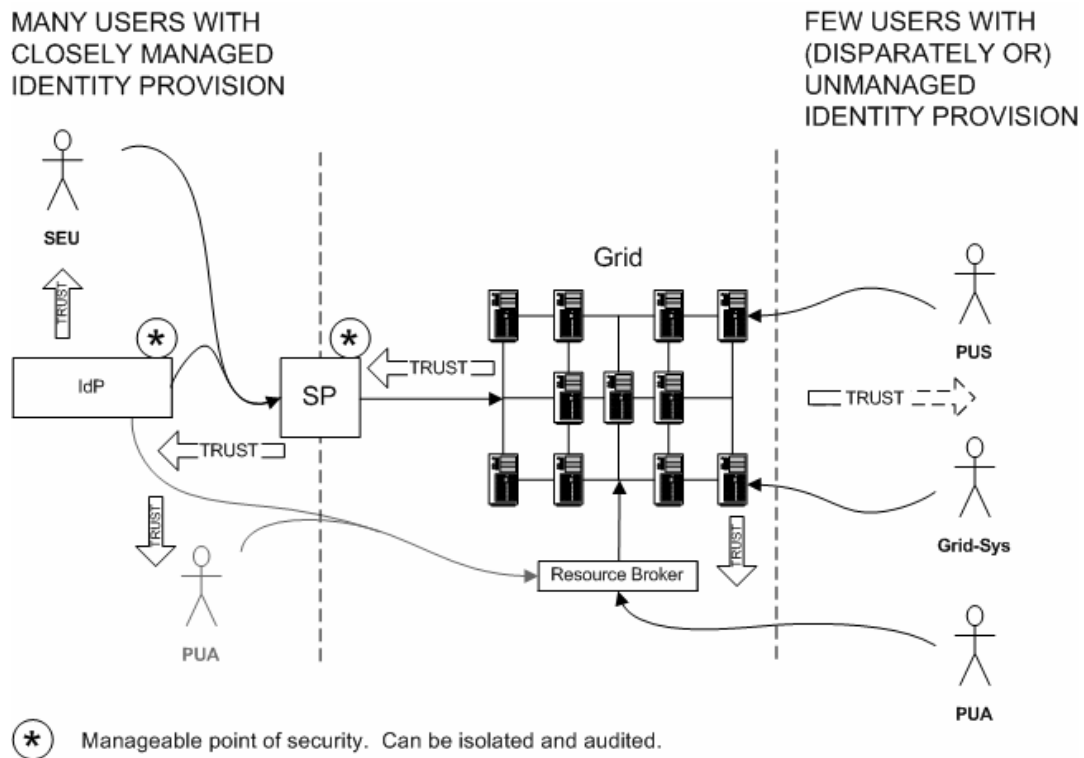 MANY USERS WITH
CLOSELY MANAGED
IDENTITY PROVISION
FEW USERS WITH
(DISPARATELY OR)
UNMANAGED
IDENTITY PROVISION
SEU
TRUST
*
IdP
*
SP
TRUST
TRUST
Grid
PUS
TRUST
Grid-Sys
TRUST
PUA
Resource Broker
TRUST
PUA
* Manageable point of security. Can be isolated and audited.